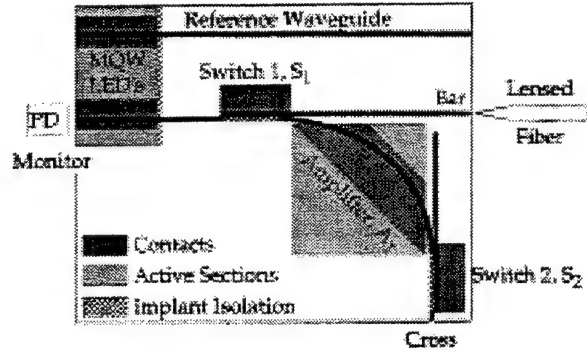 Reference Waveguide
MQW
LEDs
Switch 1, S1
Bar
Lensed
Fiber
PD
Monitor
Amplifier, A1
Contacts
Active Sections
Implant Isolation
Switch 2, S2
Cross